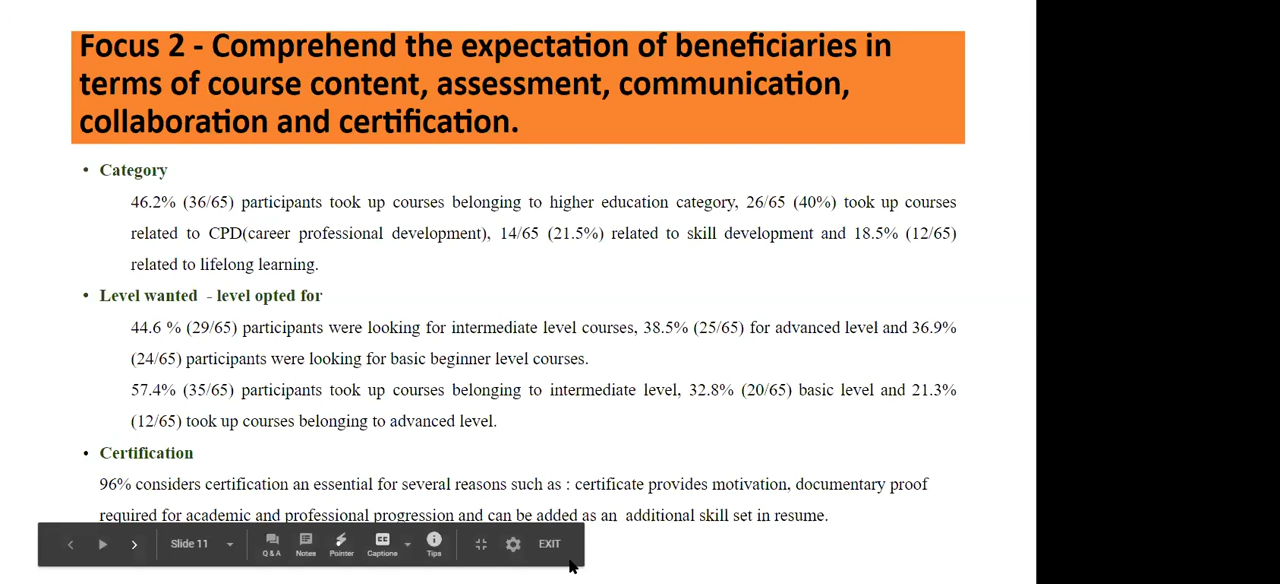 Focus 2 - Comprehend the expectation of beneficiaries in
terms of course content, assessment, communication,
collaboration and certification.
• Category
46.2% (36/65) participants took up courses belonging to higher education category, 26/65 (40%) took up courses
related to CPD(career professional development), 14/65 (21.5%) related to skill development and 18.5% (12/65)
related to lifelong learning.
• Level wanted - level opted for
44.6 % (29/65) participants were looking for intermediate level courses, 38.5% (25/65) for advanced level and 36.9%
(24/65) participants were looking for basic beginner level courses.
57.4% (35/65) participants took up courses belonging to intermediate level, 32.8% (20/65) basic level and 21.3%
(12/65) took up courses belonging to advanced level.
• Certification
96% considers certification an essential for several reasons such as : certificate provides motivation, documentary proof
required for academic and professional progression and can be added as an additional skill set in resume.
Slide 11 Q & A Notes Pointer Captions Tips EXIT